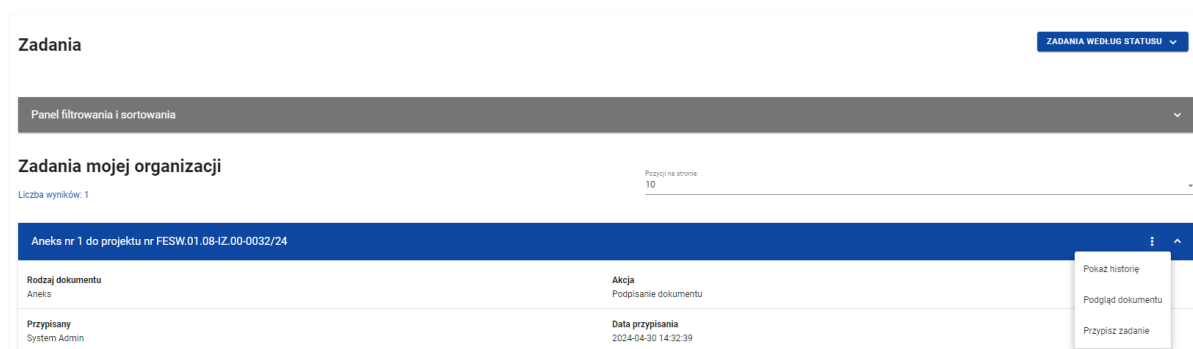 Zadania
ZADANIA WEDŁUG STATUSU
Panel filtrowania i sortowania
Zadania mojej organizacji
Liczba wyników: 1
Pozycji na stronie:
10
Aneks nr 1 do projektu nr FESW.01.08-IZ.00-0032/24
Rodzaj dokumentu
Aneks
Akcja
Podpisanie dokumentu
Przypisany
System Admin
Data przypisania
2024-04-30 14:32:39
Pokaż historię
Podgląd dokumentu
Przypisz zadanie